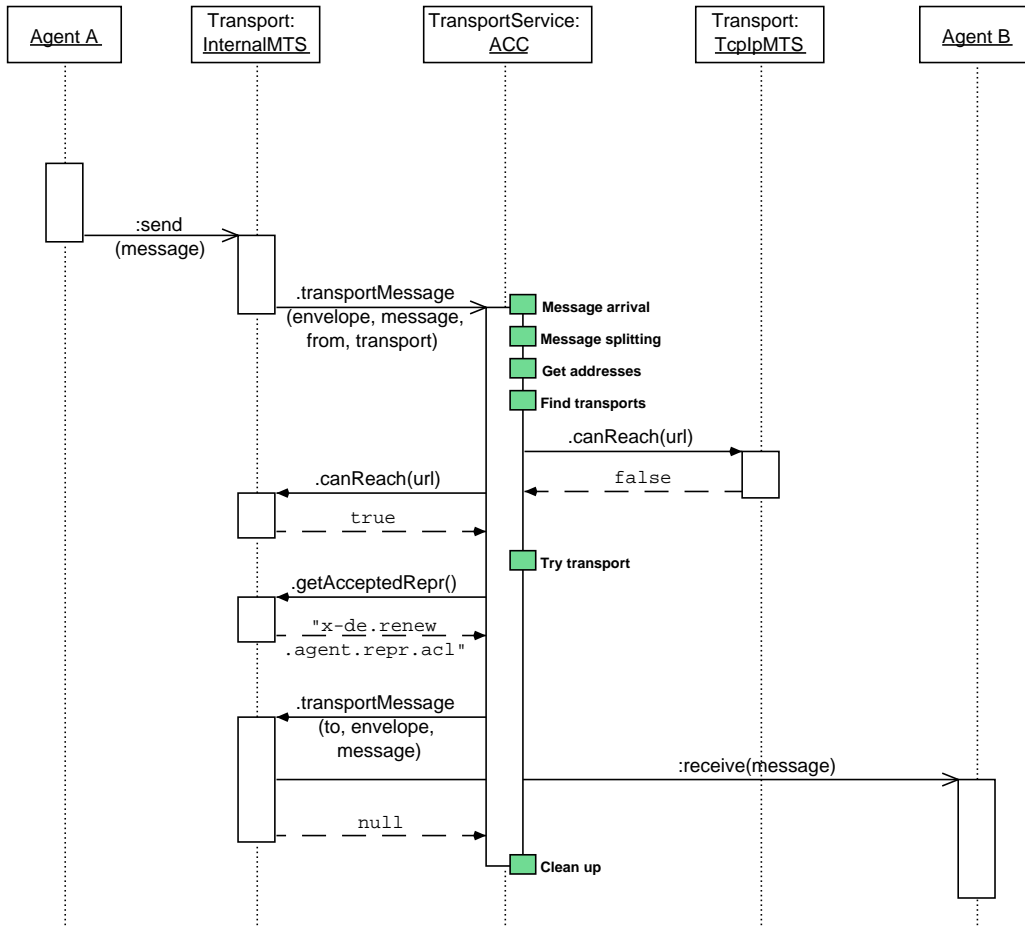 Agent A
Transport:
InternalMTS
TransportService:
ACC
Transport:
TcpIpMTS
Agent B
:send
(message)
.transportMessage
(envelope, message,
from, transport)
Message arrival
Message splitting
Get addresses
Find transports
.canReach(url)
false
.canReach(url)
true
Try transport
.getAcceptedRepr()
"x-de.renew
.agent.repr.acl"
.transportMessage
(to, envelope,
message)
:receive(message)
null
Clean up